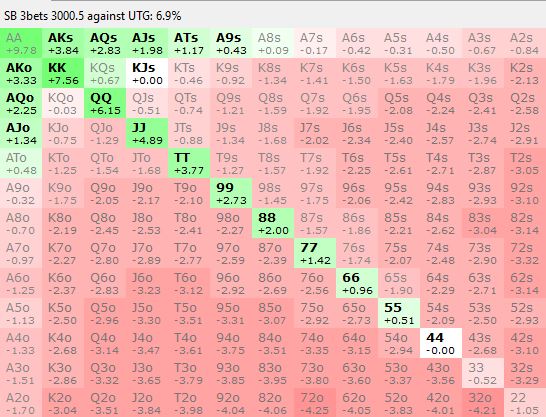 SB 3bets 3000.5 against UTG: 6.9%
AA AKs AQs AJs ATs A9s A8s A7s A6s A5s A4s A3s A2s
+9.78 +3.84 +2.83 +1.98 +1.17 +0.43 +0.09 -0.17 -0.42 -0.31 -0.50 -0.67 -0.84
AKo KK KQs KJs KTs K9s K8s K7s K6s K5s K4s K3s K2s
+3.33 +7.56 +0.67 +0.00 -0.46 -0.92 -1.34 -1.41 -1.50 -1.63 -1.79 -1.96 -2.13
AQo KQo QQ QJs QTs Q9s Q8s Q7s Q6s Q5s Q4s Q3s Q2s
+2.25 -0.03 +6.15 -0.51 -0.74 -1.21 -1.59 -1.92 -1.95 -2.08 -2.24 -2.41 -2.58
AJo KJo QJo JJ JTs J9s J8s J7s J6s J5s J4s J3s J2s
+1.34 -0.75 -1.29 +4.89 -0.88 -1.34 -1.68 -2.02 -2.34 -2.40 -2.57 -2.74 -2.91
ATo KTo QTo JTo TT T9s T8s T7s T6s T5s T4s T3s T2s
+0.48 -1.25 -1.54 -1.68 +3.77 -1.27 -1.57 -1.92 -2.25 -2.61 -2.71 -2.87 -3.05
A9o K9o Q9o J9o T9o 99 98s 97s 96s 95s 94s 93s 92s
-0.32 -1.75 -2.05 -2.17 -2.10 +2.73 -1.45 -1.75 -2.06 -2.42 -2.83 -2.93 -3.10
A8o K8o Q8o J8o T8o 98o 88 87s 86s 85s 84s 83s 82s
-0.70 -2.19 -2.45 -2.53 -2.41 -2.27 +2.00 -1.57 -1.86 -2.21 -2.62 -3.04 -3.14
A7o K7o Q7o J7o T7o 97o 87o 77 76s 75s 74s 73s 72s
-0.97 -2.27 -2.80 -2.89 -2.77 -2.59 -2.39 +1.42 -1.74 -2.07 -2.48 -2.90 -3.32
A6o K6o Q6o J6o T6o 96o 86o 76o 66 65s 64s 63s 62s
-1.25 -2.37 -2.83 -3.23 -3.12 -2.92 -2.69 -2.56 +0.96 -1.90 -2.29 -2.71 -3.14
A5o K5o Q5o J5o T5o 95o 85o 75o 65o 55 54s 53s 52s
-1.13 -2.50 -2.96 -3.30 -3.51 -3.31 -3.07 -2.92 -2.73 +0.51 -2.09 -2.50 -2.93
A4o K4o Q4o J4o T4o 94o 84o 74o 64o 54o 44 43s 42s
-1.33 -2.68 -3.14 -3.47 -3.61 -3.75 -3.51 -3.35 -3.15 -2.94 -0.00 -2.68 -3.10
A3o K3o Q3o J3o T3o 93o 83o 73o 63o 53o 43o 33 32s
-1.51 -2.86 -3.32 -3.65 -3.79 -3.85 -3.95 -3.80 -3.60 -3.37 -3.56 -0.52 -3.29
A2o K2o Q2o J2o T2o 92o 82o 72o 62o 52o 42o 32o 22
-1.70 -3.04 -3.51 -3.84 -3.98 -4.04 -4.06 -4.25 -4.05 -3.83 -4.01 -4.21 1.05